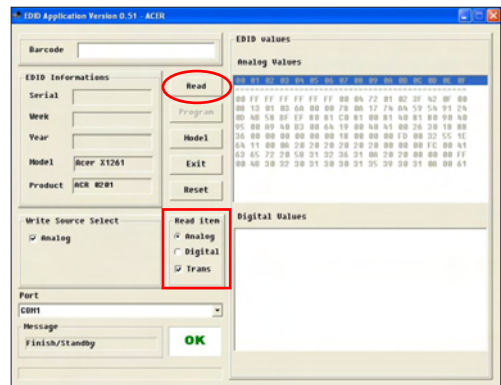 EDID Application Version 0.51 - ACER
Barcode
EDID Informations
Serial
Week
Year
Model Acer X1261
Product ACR 0201
Read
Program
Model
Exit
Reset
Write Source Select
Analog
Read item
Analog
Digital
Trans
Port
COM1
Message
Finish/Standby
OK
EDID values
Analog Values
00 01 02 03 04 05 06 07 08 09 0A 0B 0C 0D 0E 0F
Digital Values